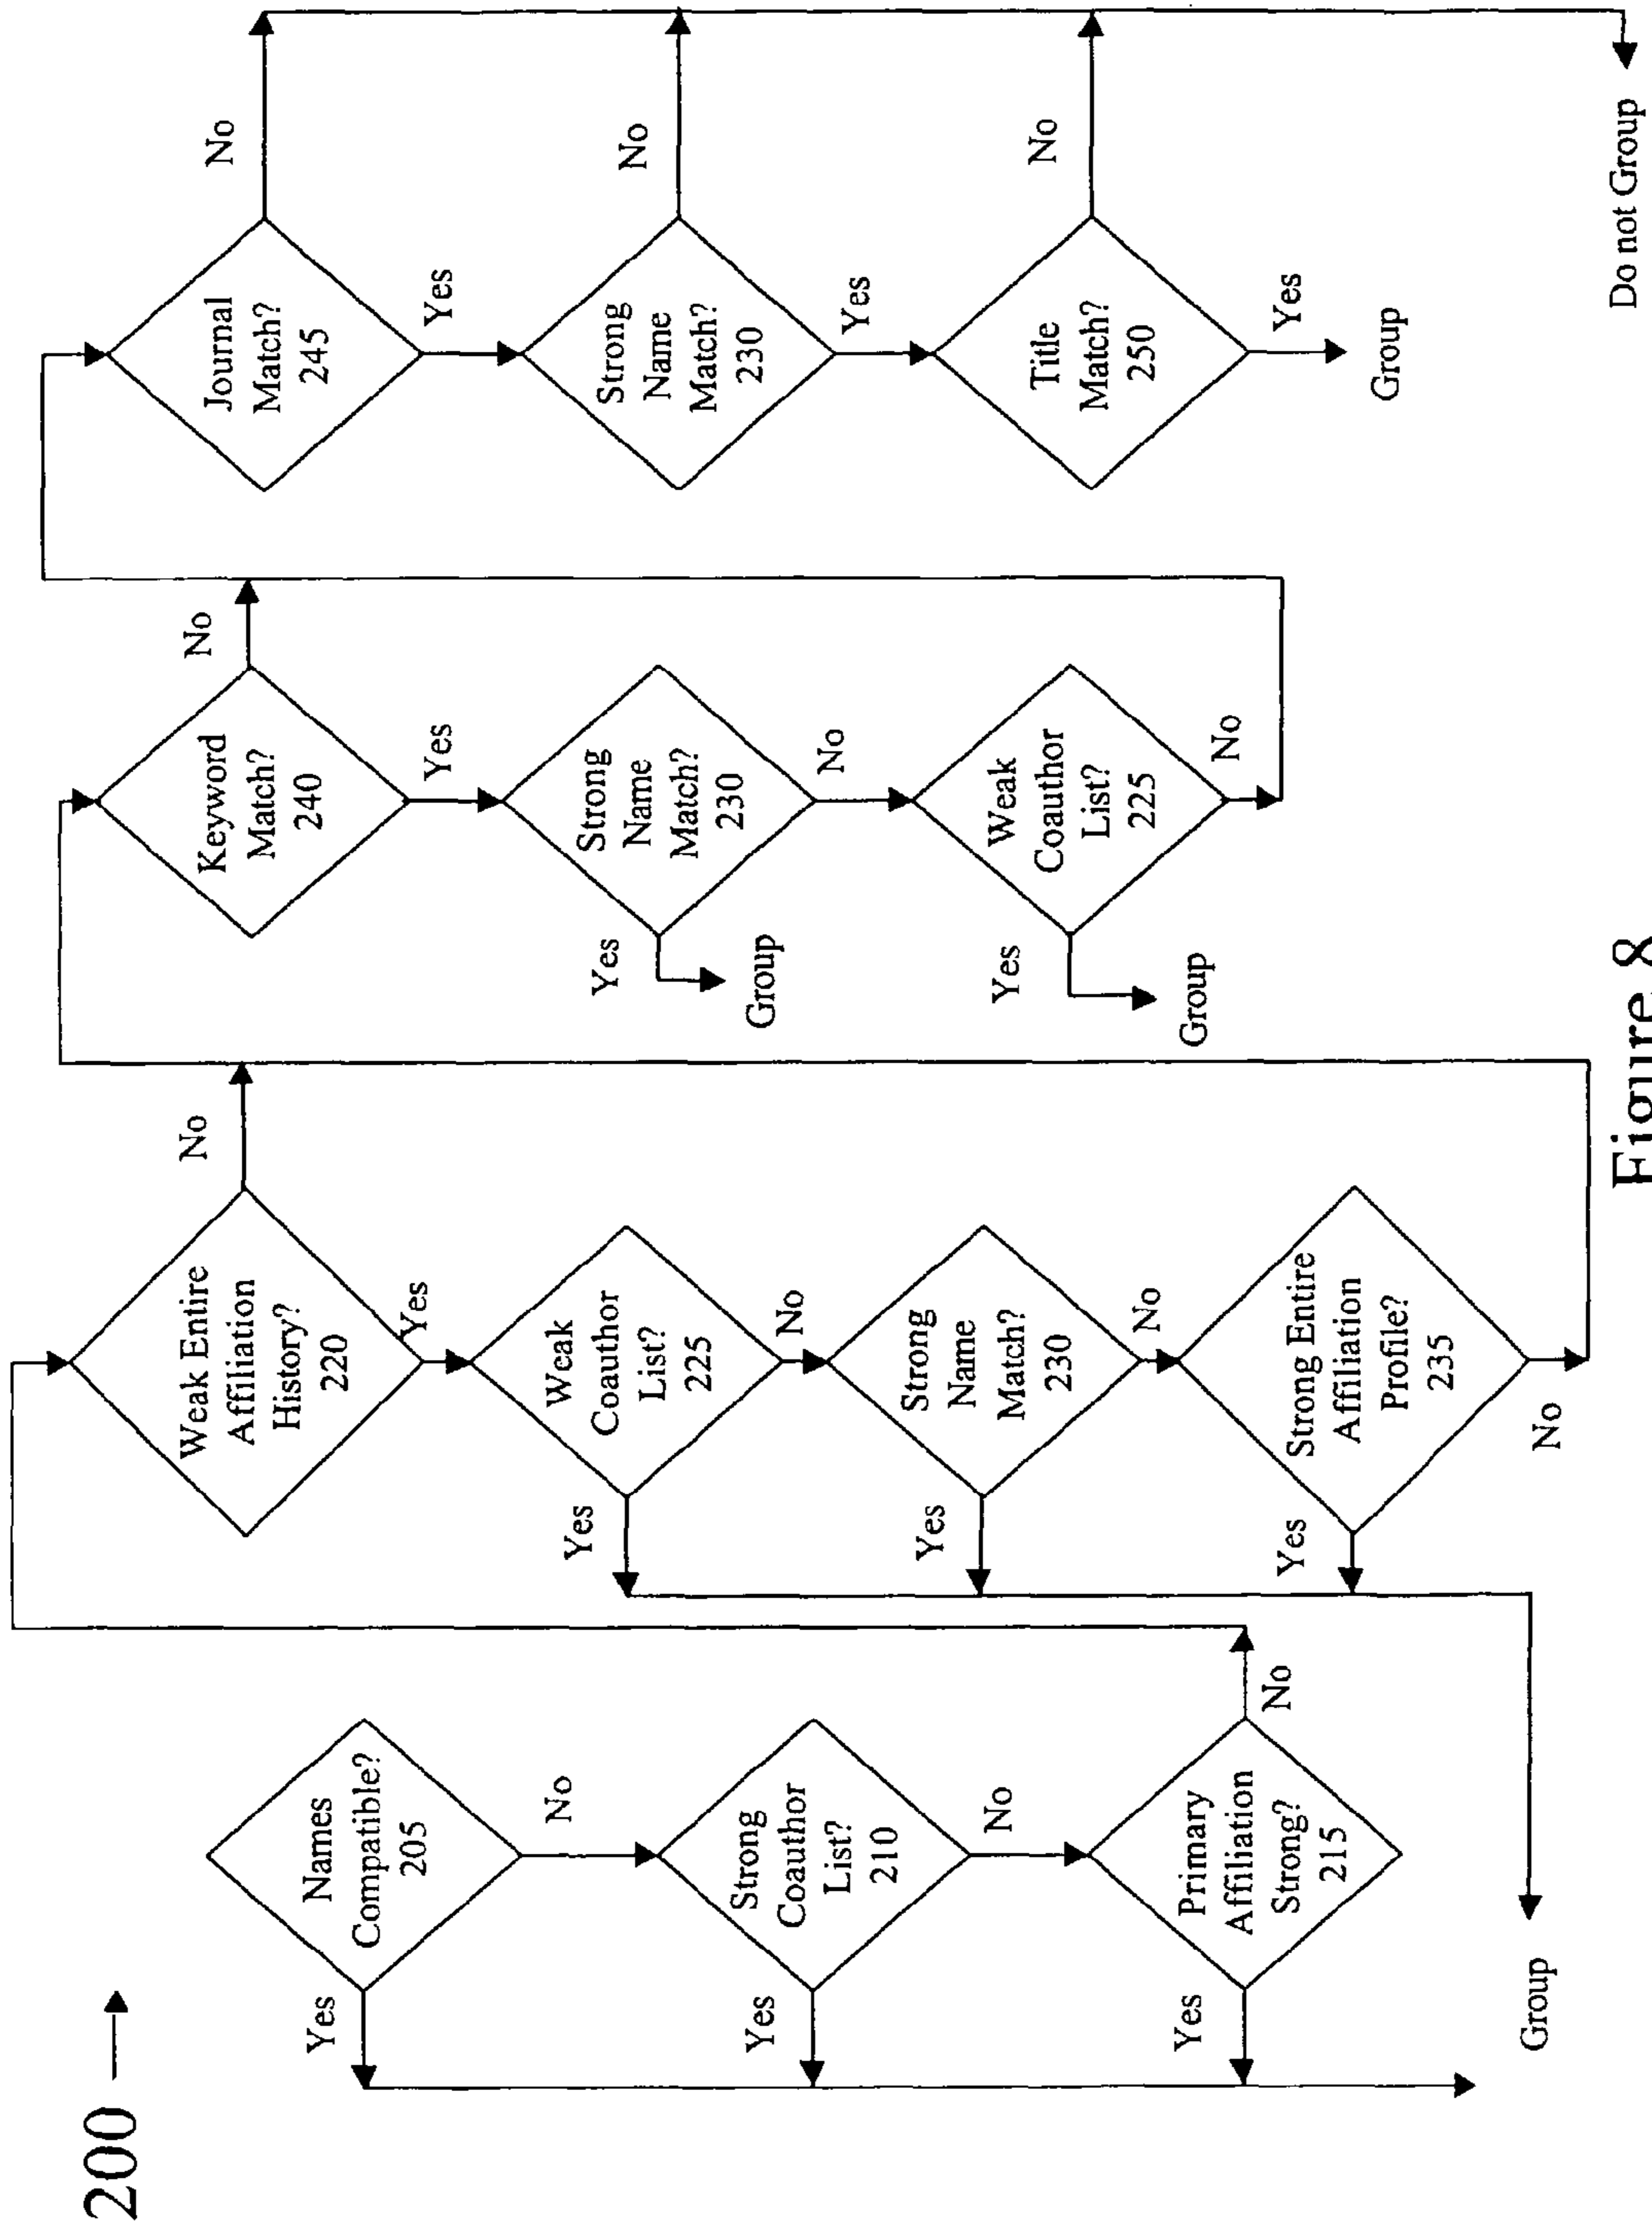 200
Names
Compatible?
205
Yes
No
Strong
Coauthor
List?
210
Yes
No
Primary
Affiliation
Strong?
215
Yes
No
Group
Weak Entire
Affiliation
History?
220
No
Yes
Weak
Coauthor
List?
225
Yes
No
Strong
Name
Match?
230
Yes
No
Strong Entire
Affiliation
Profile?
235
Yes
No
Keyword
Match?
240
No
Yes
Strong
Name
Match?
230
Yes
Group
No
Weak
Coauthor
List?
225
Yes
Group
No
Journal
Match?
245
No
Yes
Strong
Name
Match?
230
No
Yes
Title
Match?
250
No
Yes
Group
Do not Group
Figure 8